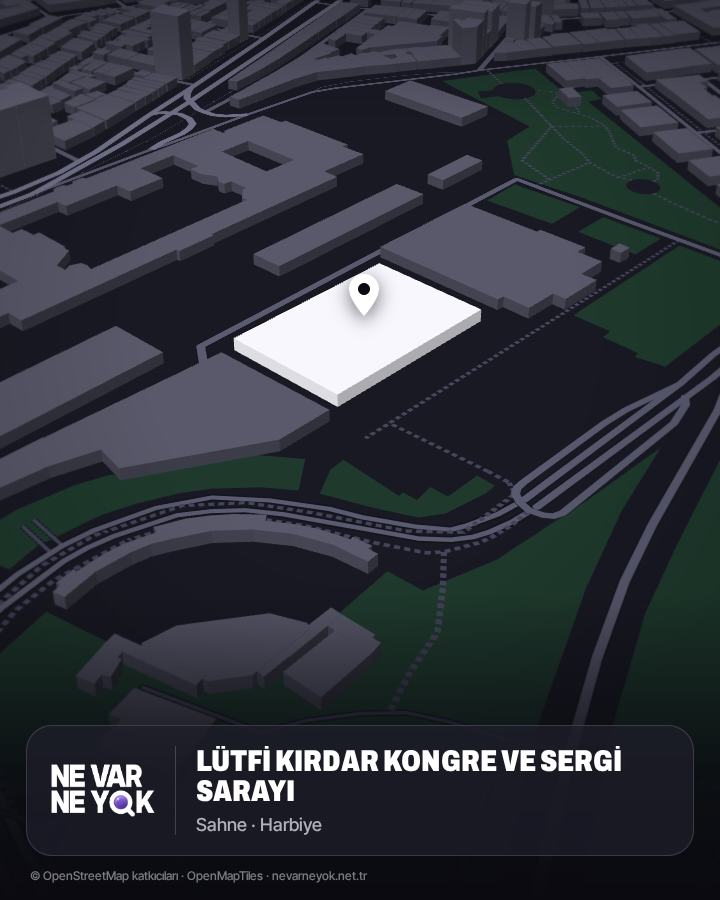 NE VAR
NE YOK
LÜTFİ KIRDAR KONGRE VE SERGİ
SARAYI
Sahne · Harbiye
© OpenStreetMap katkıcıları · OpenMapTiles · nevarneyok.net.tr